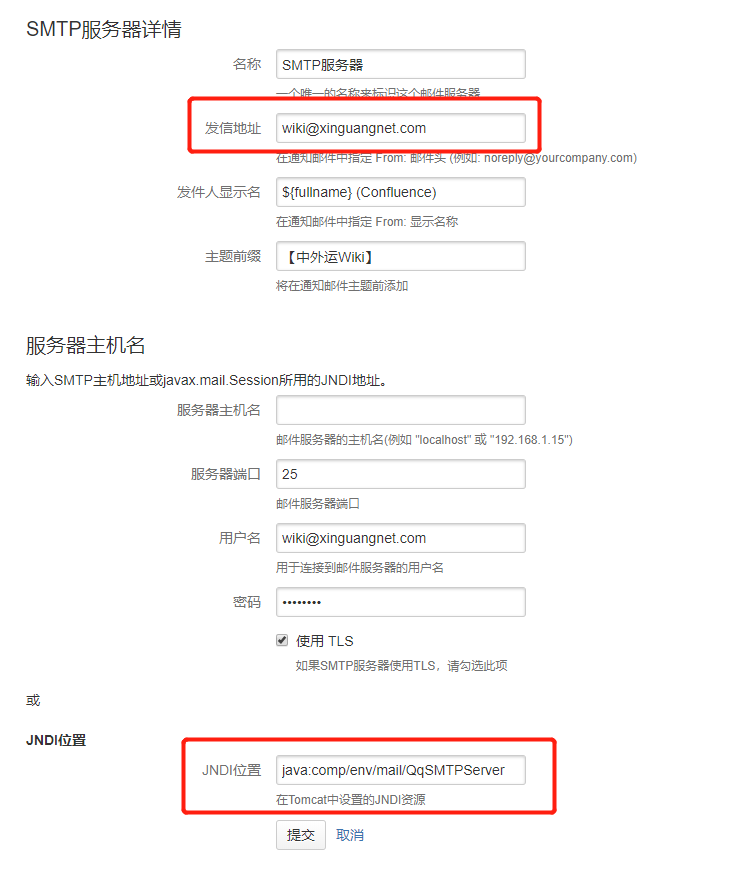 SMTP服务器详情
名称 SMTP服务器
一个唯一的名称来标识这个邮件服务器
发信地址 wiki@xinguangnet.com
在通知邮件中指定 From: 邮件头 (例如: noreply@yourcompany.com)
发件人显示名 ${fullname} (Confluence)
在通知邮件中指定 From: 显示名称
主题前缀 【中外运Wiki】
将在通知邮件主题前添加
服务器主机名
输入SMTP主机地址或javax.mail.Session所用的JNDI地址。
服务器主机名
邮件服务器的主机名(例如 "localhost" 或 "192.168.1.15")
服务器端口 25
邮件服务器端口
用户名 wiki@xinguangnet.com
用于连接到邮件服务器的用户名
密码 ••••••••
使用 TLS
如果SMTP服务器使用TLS，请勾选此项
或
JNDI位置
JNDI位置 java:comp/env/mail/QqSMTPServer
在Tomcat中设置的JNDI资源
提交 取消